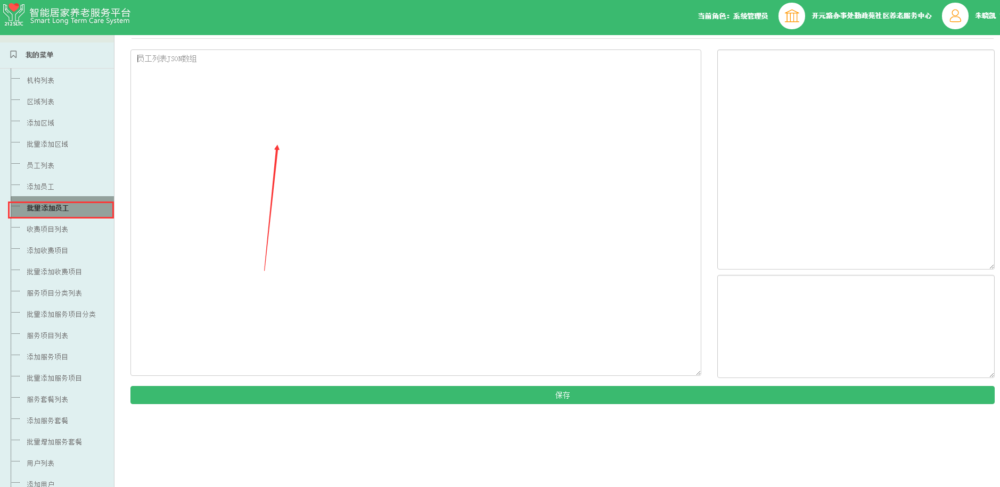 智能居家养老服务平台
Smart Long Term Care System
212 SLTC
当前角色：系统管理员
开元路办事处勤政苑社区养老服务中心
朱晓凯
我的菜单
机构列表
区域列表
添加区域
批量添加区域
员工列表
添加员工
批量添加员工
收费项目列表
添加收费项目
批量添加收费项目
服务项目分类列表
批量添加服务项目分类
服务项目列表
添加服务项目
批量添加服务项目
服务套餐列表
添加服务套餐
批量增加服务套餐
用户列表
添加用户
员工列表JSON数组
保存